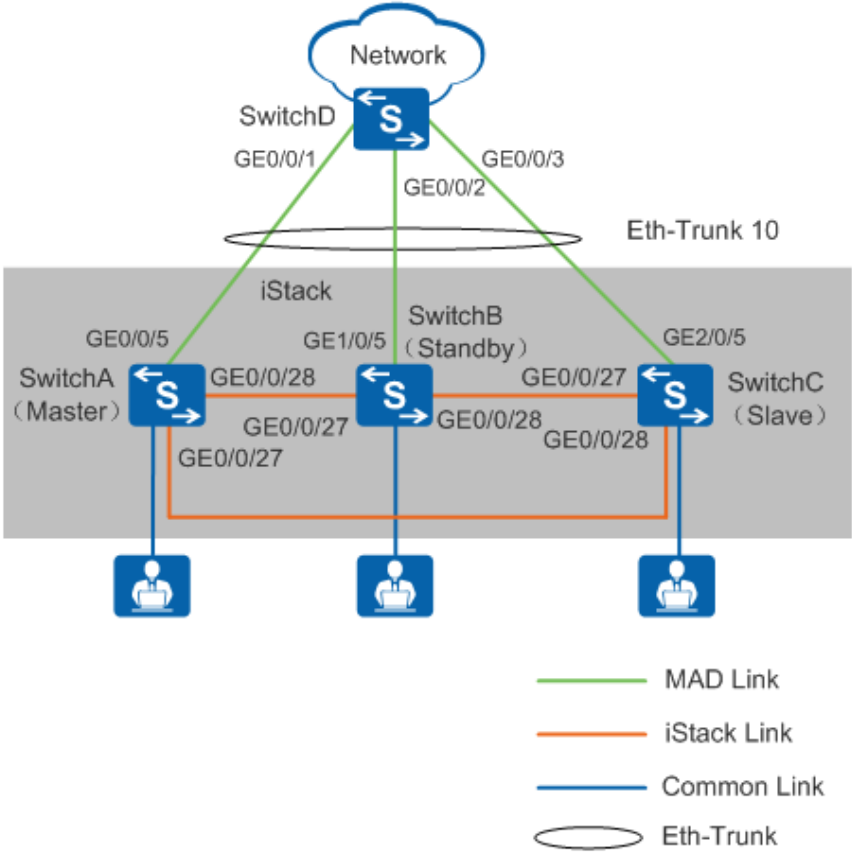 Network
SwitchD
S
GE0/0/1
GE0/0/3
GE0/0/2
Eth-Trunk 10
iStack
SwitchB
（Standby）
GE0/0/5
GE1/0/5
GE2/0/5
SwitchA
（Master）
S
GE0/0/28
S
GE0/0/27
S
SwitchC
（Slave）
GE0/0/27
GE0/0/28
GE0/0/28
GE0/0/27
MAD Link
iStack Link
Common Link
Eth-Trunk